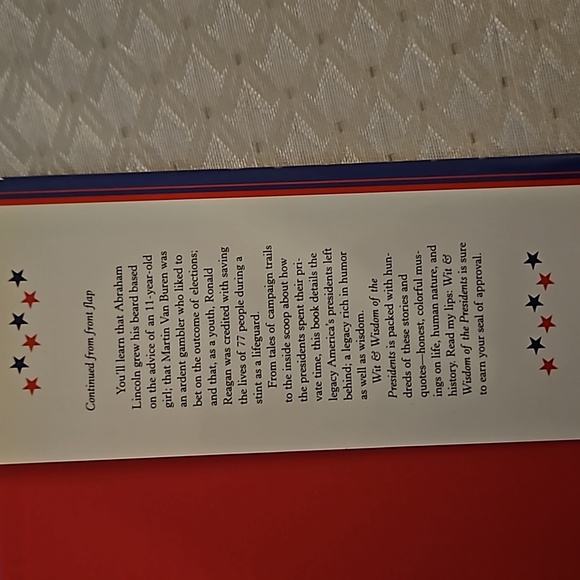 Continued from front flap
You'll learn that Abraham
Lincoln grew his beard based
on the advice of an 11-year-old
girl; that Martin Van Buren was
an ardent gambler who liked to
bet on the outcome of elections;
and that, as a youth, Ronald
Reagan was credited with saving
the lives of 77 people during a
stint as a lifeguard.
From tales of campaign trails
to the inside scoop about how
the presidents spent their pri-
vate time, this book details the
legacy America's presidents left
behind; a legacy rich in humor
as well as wisdom.
Wit & Wisdom of the
Presidents is packed with hun-
dreds of these stories and
quotes—honest, colorful mus-
ings on life, human nature, and
history. Read my lips: Wit &
Wisdom of the Presidents is sure
to earn your seal of approval.